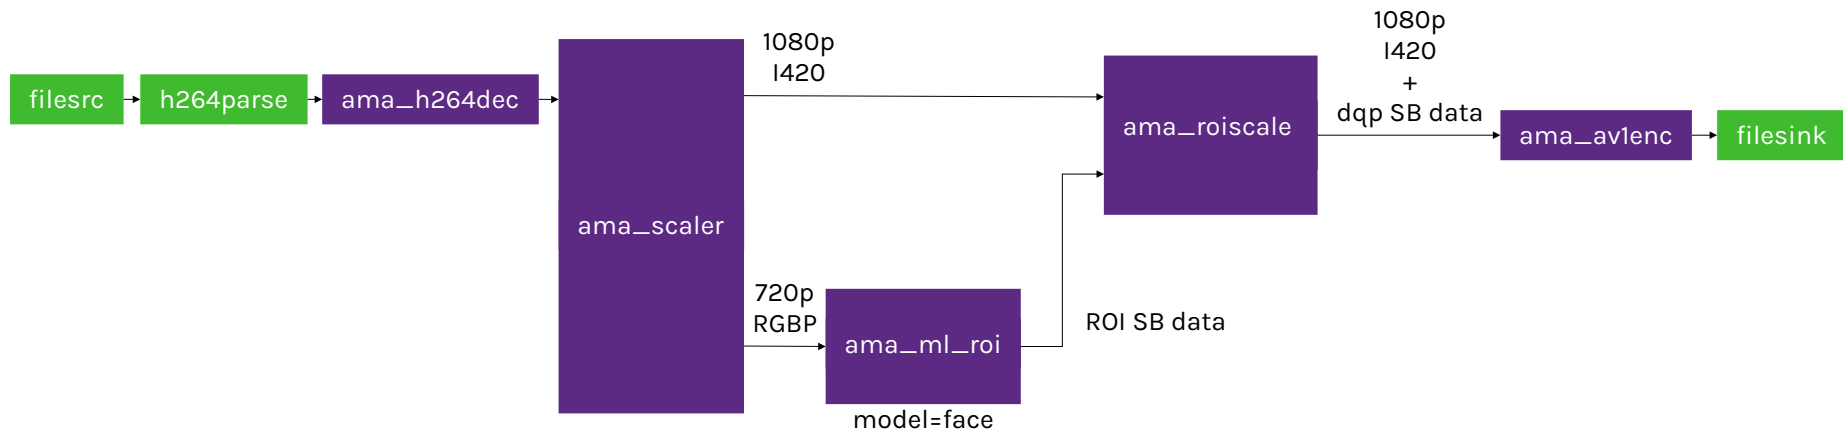 filesrc
h264parse
ama_h264dec
ama_scaler
1080p
I420
720p
RGBP
ama_ml_roi
model=face
ROI SB data
ama_roiscale
1080p
I420
+
dqp SB data
ama_av1enc
filesink